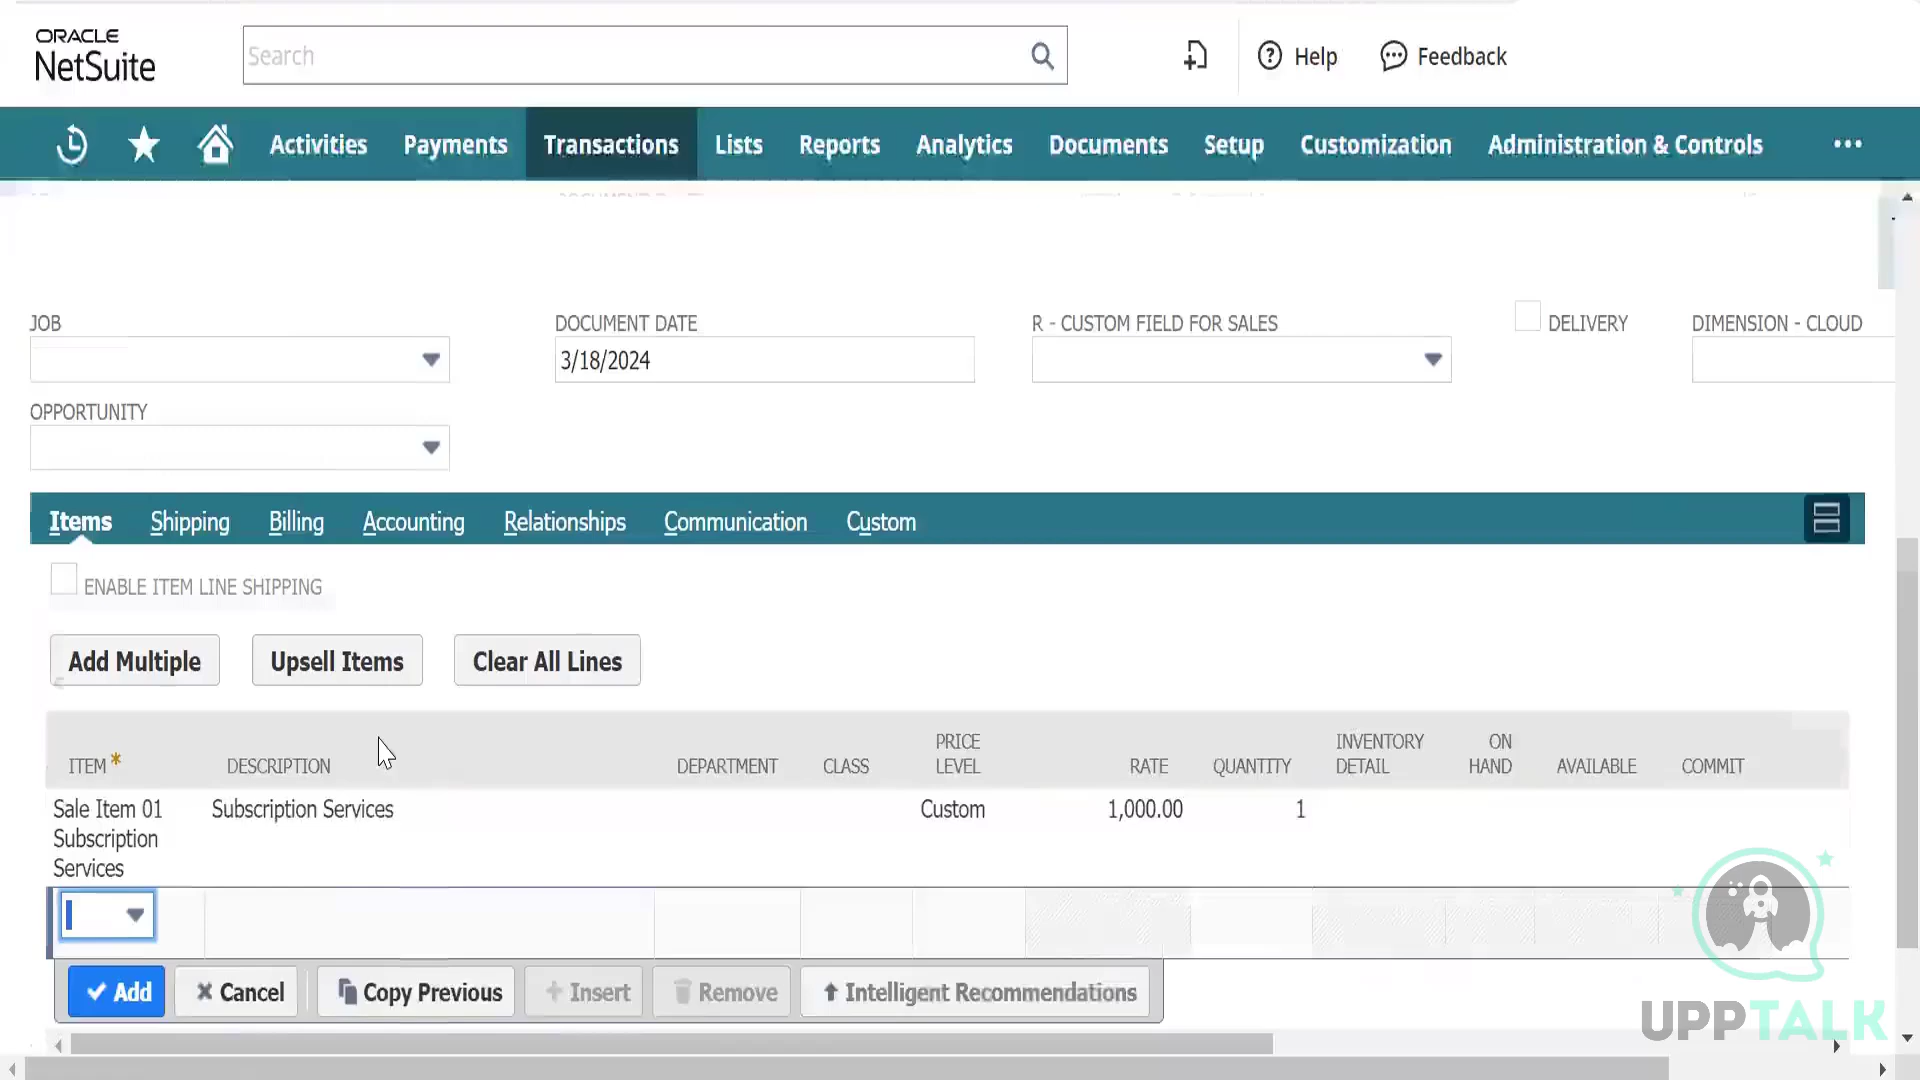 ORACLE
NetSuite
Search
Help
Feedback
Activities
Payments
Transactions
Lists
Reports
Analytics
Documents
Setup
Customization
Administration & Controls
JOB
DOCUMENT DATE
R - CUSTOM FIELD FOR SALES
DELIVERY
DIMENSION - CLOUD
3/18/2024
OPPORTUNITY
Items
Shipping
Billing
Accounting
Relationships
Communication
Custom
ENABLE ITEM LINE SHIPPING
Add Multiple
Upsell Items
Clear All Lines
ITEM *
DESCRIPTION
DEPARTMENT
CLASS
PRICE
LEVEL
RATE
QUANTITY
INVENTORY
DETAIL
ON
HAND
AVAILABLE
COMMIT
Sale Item 01
Subscription
Services
Subscription Services
Custom
1,000.00
1
Add
Cancel
Copy Previous
Insert
Remove
Intelligent Recommendations
UPPTALK